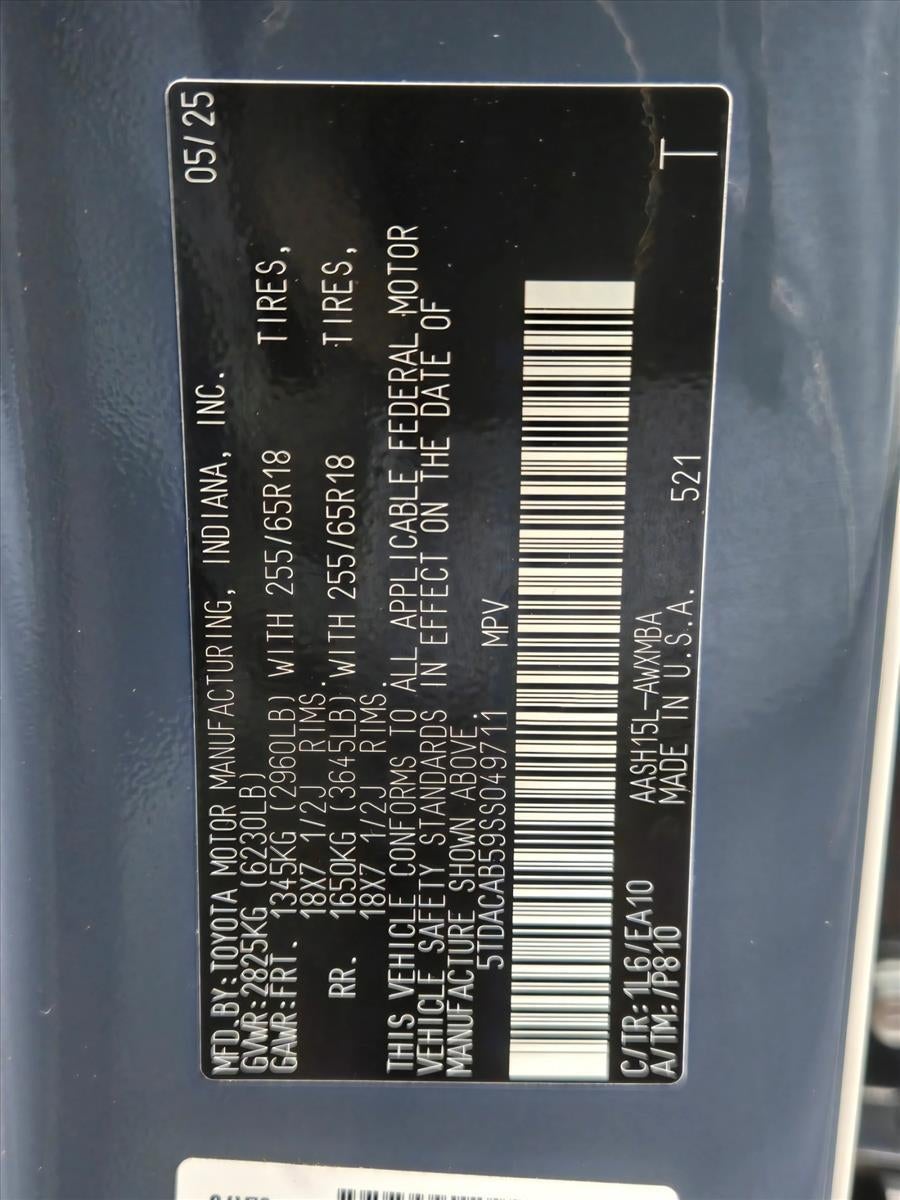 MFD.BY:TOYOTA MOTOR MANUFACTURING, INDIANA, INC. 05/25
GVWR:2825KG (6230LB)
GAWR:FRT. 1345KG (2960LB) WITH 255/65R18 TIRES,
18X7 1/2J RIMS.
RR. 1650KG (3645LB) WITH 255/65R18 TIRES,
18X7 1/2J RIMS.
THIS VEHICLE CONFORMS TO ALL APPLICABLE FEDERAL MOTOR
VEHICLE SAFETY STANDARDS IN EFFECT ON THE DATE OF
MANUFACTURE SHOWN ABOVE.
5TDACAB59SS049711 MPV
C/TR:1L6/EA10 AASH15L-AWXMBA
A/TM:/P810 MADE IN U.S.A. 521 T